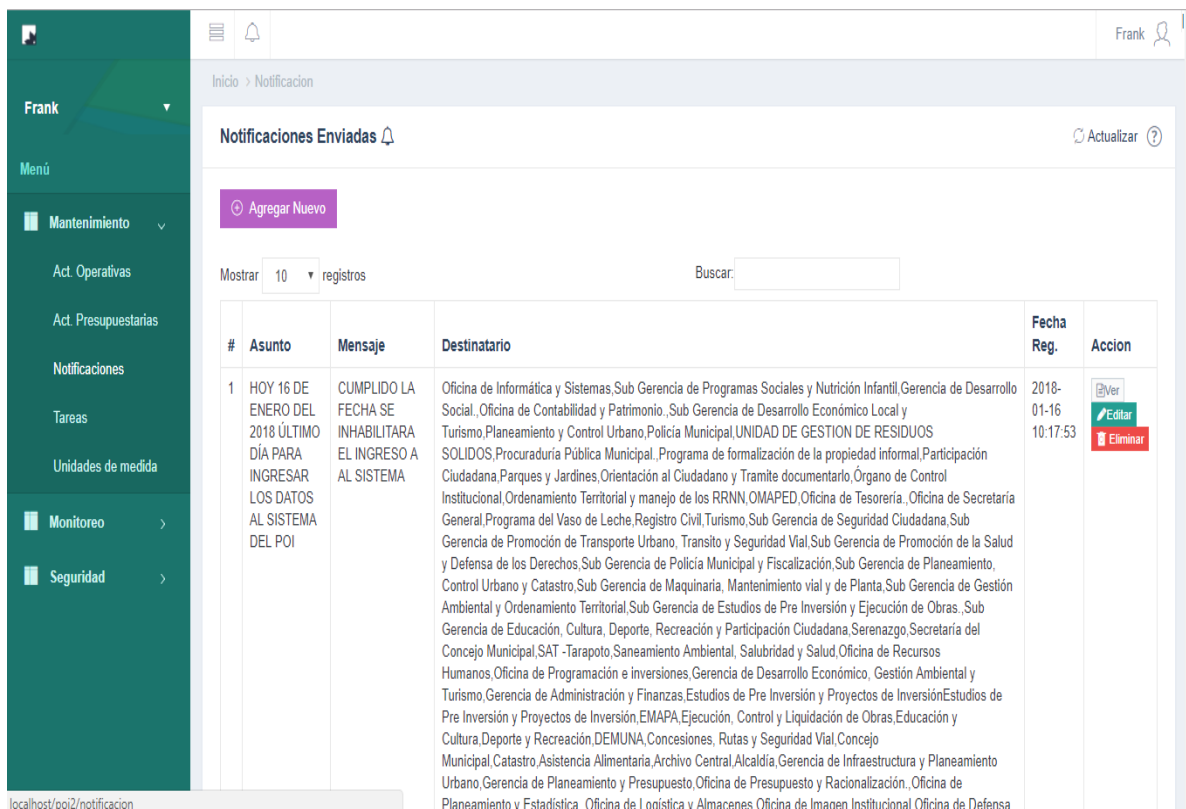 Frank
Inicio > Notificacion
Frank
Menú
Mantenimiento
Act. Operativas
Act. Presupuestarias
Notificaciones
Tareas
Unidades de medida
Monitoreo
Seguridad
Notificaciones Enviadas
Actualizar
Agregar Nuevo
Mostrar 10 registros
Buscar:
# Asunto Mensaje Destinatario Fecha Reg. Accion
1
HOY 16 DE
ENERO DEL
2018 ÚLTIMO
DÍA PARA
INGRESAR
LOS DATOS
AL SISTEMA
DEL POI
CUMPLIDO LA
FECHA SE
INHABILITARA
EL INGRESO A
AL SISTEMA
Oficina de Informática y Sistemas,Sub Gerencia de Programas Sociales y Nutrición Infantil,Gerencia de Desarrollo
Social.,Oficina de Contabilidad y Patrimonio.,Sub Gerencia de Desarrollo Económico Local y
Turismo,Planeamiento y Control Urbano,Policía Municipal,UNIDAD DE GESTION DE RESIDUOS
SOLIDOS,Procuraduría Pública Municipal.,Programa de formalización de la propiedad informal,Participación
Ciudadana,Parques y Jardines,Orientación al Ciudadano y Tramite documentarlo,Órgano de Control
Institucional,Ordenamiento Territorial y manejo de los RRNN,OMAPED,Oficina de Tesorería.,Oficina de Secretaría
General,Programa del Vaso de Leche,Registro Civil,Turismo,Sub Gerencia de Seguridad Ciudadana,Sub
Gerencia de Promoción de Transporte Urbano, Transito y Seguridad Vial,Sub Gerencia de Promoción de la Salud
y Defensa de los Derechos,Sub Gerencia de Policía Municipal y Fiscalización,Sub Gerencia de Planeamiento,
Control Urbano y Catastro,Sub Gerencia de Maquinaria, Mantenimiento vial y de Planta,Sub Gerencia de Gestión
Ambiental y Ordenamiento Territorial,Sub Gerencia de Estudios de Pre Inversión y Ejecución de Obras.,Sub
Gerencia de Educación, Cultura, Deporte, Recreación y Participación Ciudadana,Serenazgo,Secretaría del
Concejo Municipal,SAT -Tarapoto,Saneamiento Ambiental, Salubridad y Salud,Oficina de Recursos
Humanos,Oficina de Programación e inversiones,Gerencia de Desarrollo Económico, Gestión Ambiental y
Turismo,Gerencia de Administración y Finanzas,Estudios de Pre Inversión y Proyectos de InversiónEstudios de
Pre Inversión y Proyectos de Inversión,EMAPA,Ejecución, Control y Liquidación de Obras,Educación y
Cultura,Deporte y Recreación,DEMUNA,Concesiones, Rutas y Seguridad Vial,Concejo
Municipal,Catastro,Asistencia Alimentaria,Archivo Central,Alcaldía,Gerencia de Infraestructura y Planeamiento
Urbano,Gerencia de Planeamiento y Presupuesto,Oficina de Presupuesto y Racionalización.,Oficina de
Planeamiento y Estadística.,Oficina de Logística y Almacenes,Oficina de Imagen Institucional,Oficina de Defensa
2018-
01-16
10:17:53
Ver
Editar
Eliminar
localhost/poi2/notificacion